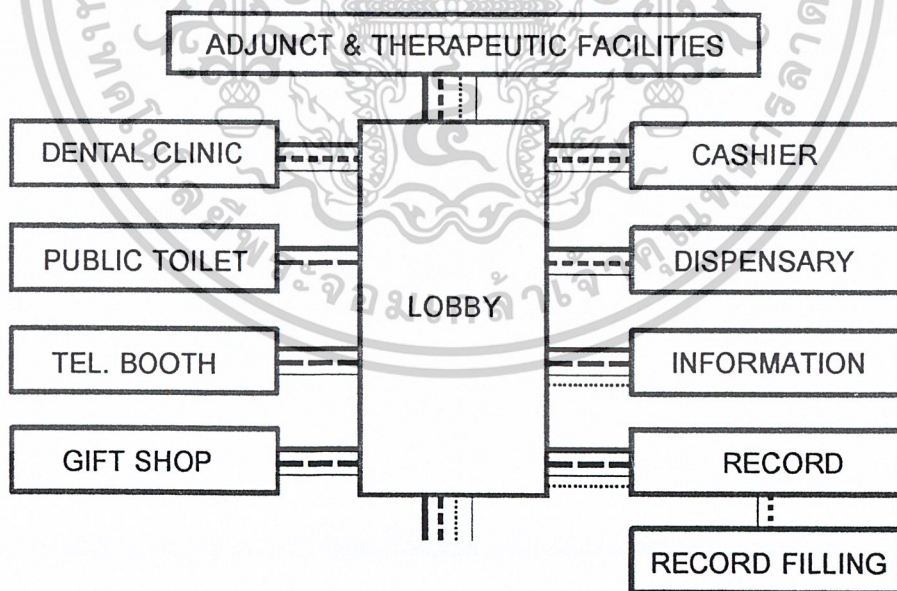 ADJUNCT & THERAPEUTIC FACILITIES
DENTAL CLINIC
CASHIER
PUBLIC TOILET
DISPENSARY
LOBBY
TEL. BOOTH
INFORMATION
GIFT SHOP
RECORD
RECORD FILLING